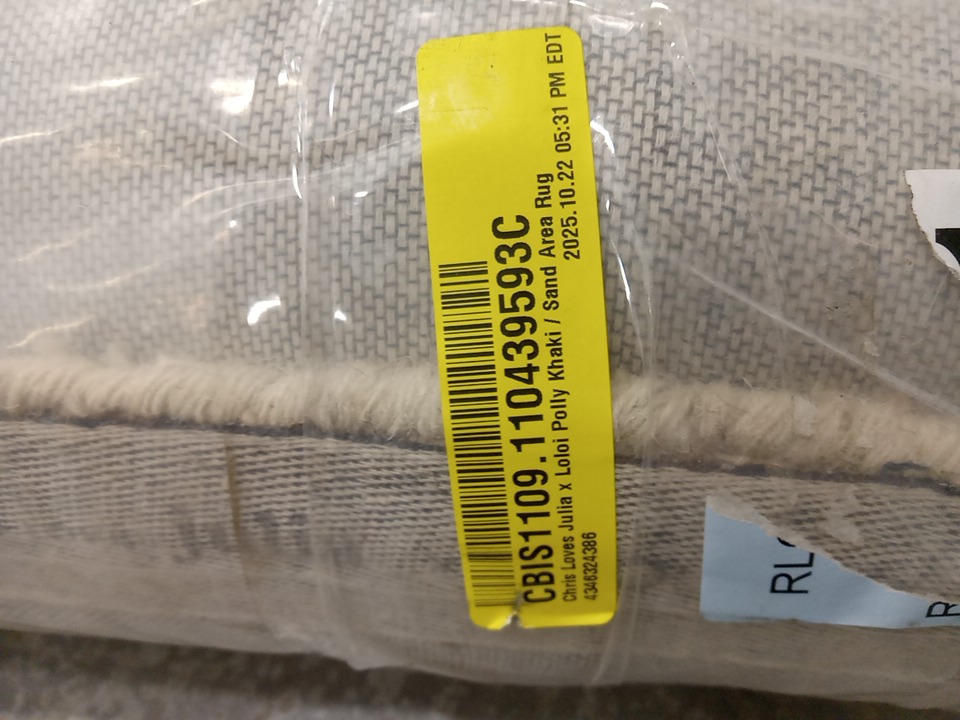 CBIS1109.110439593C
Chris Loves Julia x Loloi Polly Khaki / Sand Area Rug
4346324386
2025.10.22 05:31 PM EDT
RL